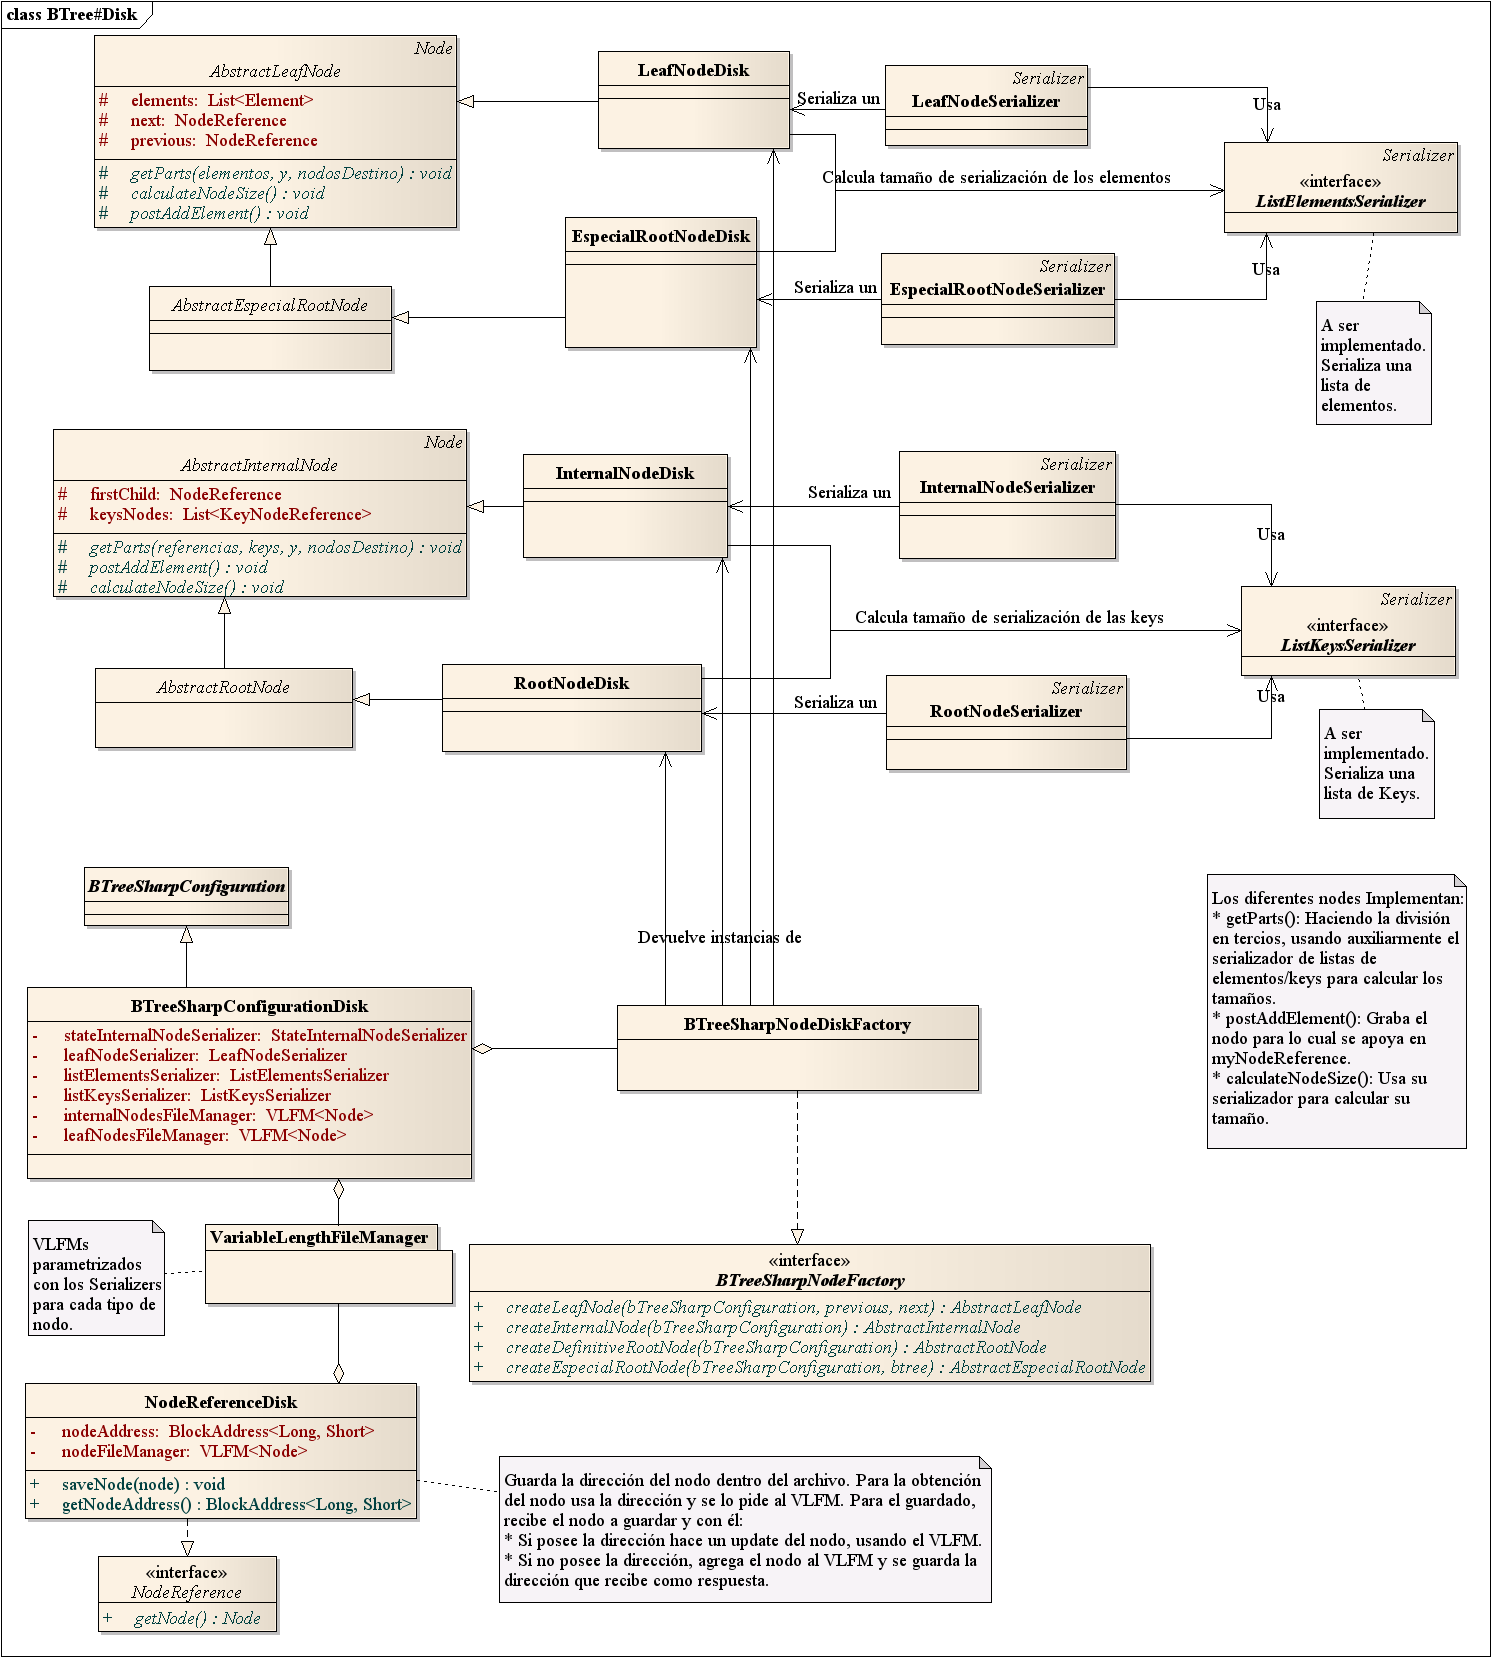 class BTree#Disk
Node
AbstractLeafNode
# elements: List<Element>
# next: NodeReference
# previous: NodeReference
# getParts(elementos, y, nodosDestino) : void
# calculateNodeSize() : void
# postAddElement() : void
LeafNodeDisk
Serializa un
Serializer
LeafNodeSerializer
Usa
Calcula tamaño de serialización de los elementos
Serializer
«interface»
ListElementsSerializer
EspecialRootNodeDisk
Serializa un
Serializer
EspecialRootNodeSerializer
Usa
AbstractEspecialRootNode
A ser
implementado.
Serializa una
lista de
elementos.
Node
AbstractInternalNode
# firstChild: NodeReference
# keysNodes: List<KeyNodeReference>
# getParts(referencias, keys, y, nodosDestino) : void
# postAddElement() : void
# calculateNodeSize() : void
InternalNodeDisk
Serializa un
Serializer
InternalNodeSerializer
Usa
Calcula tamaño de serialización de las keys
Serializer
«interface»
ListKeysSerializer
AbstractRootNode
RootNodeDisk
Serializa un
Serializer
RootNodeSerializer
Usa
A ser
implementado.
Serializa una
lista de Keys.
BTreeSharpConfiguration
Devuelve instancias de
Los diferentes nodes Implementan:
* getParts(): Haciendo la división
en tercios, usando auxiliarmente el
serializador de listas de
elementos/keys para calcular los
tamaños.
* postAddElement(): Graba el
nodo para lo cual se apoya en
myNodeReference.
* calculateNodeSize(): Usa su
serializador para calcular su
tamaño.
BTreeSharpConfigurationDisk
- stateInternalNodeSerializer: StateInternalNodeSerializer
- leafNodeSerializer: LeafNodeSerializer
- listElementsSerializer: ListElementsSerializer
- listKeysSerializer: ListKeysSerializer
- internalNodesFileManager: VLFM<Node>
- leafNodesFileManager: VLFM<Node>
BTreeSharpNodeDiskFactory
VLFMs
parametrizados
con los Serializers
para cada tipo de
nodo.
VariableLengthFileManager
«interface»
BTreeSharpNodeFactory
+ createLeafNode(bTreeSharpConfiguration, previous, next) : AbstractLeafNode
+ createInternalNode(bTreeSharpConfiguration) : AbstractInternalNode
+ createDefinitiveRootNode(bTreeSharpConfiguration) : AbstractRootNode
+ createEspecialRootNode(bTreeSharpConfiguration, btree) : AbstractEspecialRootNode
NodeReferenceDisk
- nodeAddress: BlockAddress<Long, Short>
- nodeFileManager: VLFM<Node>
+ saveNode(node) : void
+ getNodeAddress() : BlockAddress<Long, Short>
Guarda la dirección del nodo dentro del archivo. Para la obtención
del nodo usa la dirección y se lo pide al VLFM. Para el guardado,
recibe el nodo a guardar y con él:
* Si posee la dirección hace un update del nodo, usando el VLFM.
* Si no posee la dirección, agrega el nodo al VLFM y se guarda la
dirección que recibe como respuesta.
«interface»
NodeReference
+ getNode() : Node